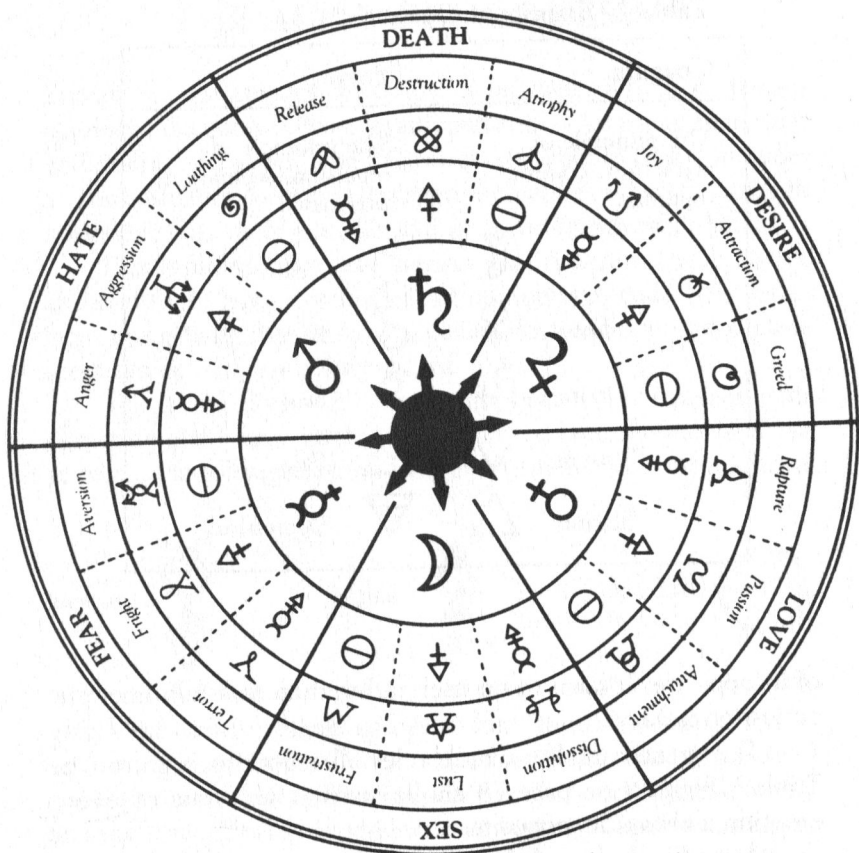 DEATH
Release
Destruction
Atrophy
DESIRE
Joy
Attraction
Greed
LOVE
Rapture
Passion
Attachment
SEX
Dissolution
Lust
Frustration
FEAR
Terror
Fright
Aversion
HATE
Anger
Aggression
Loathing